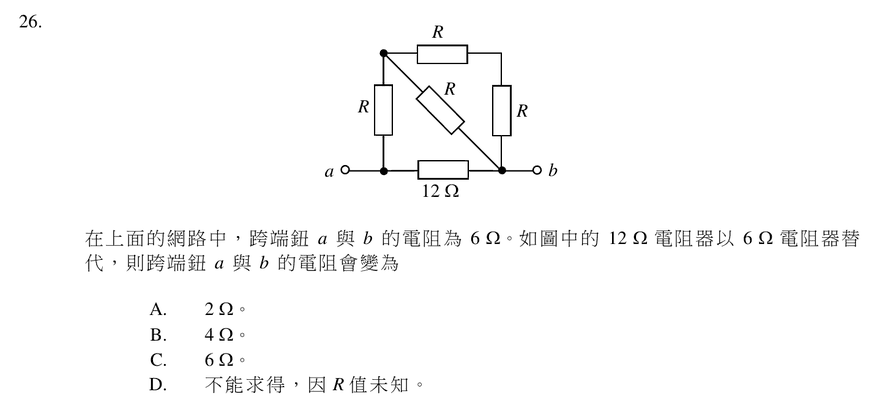 26.
R
R
R
R
a
b
12 Ω
在上面的網路中，跨端鈕 a 與 b 的電阻為 6 Ω。如圖中的 12 Ω 電阻器以 6 Ω 電阻器替
代，則跨端鈕 a 與 b 的電阻會變為
A. 2 Ω。
B. 4 Ω。
C. 6 Ω。
D. 不能求得，因 R 值未知。